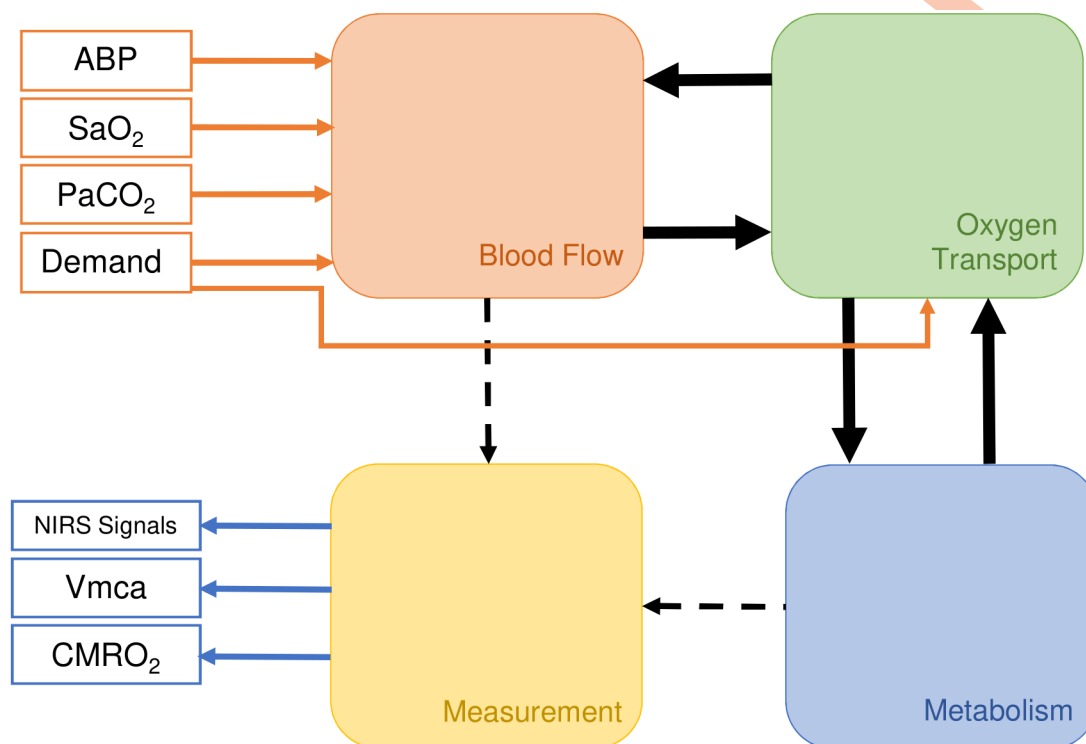 ABP
SaO₂
PaCO₂
Demand
Blood Flow
Oxygen
Transport
NIRS Signals
Vmca
CMRO₂
Measurement
Metabolism